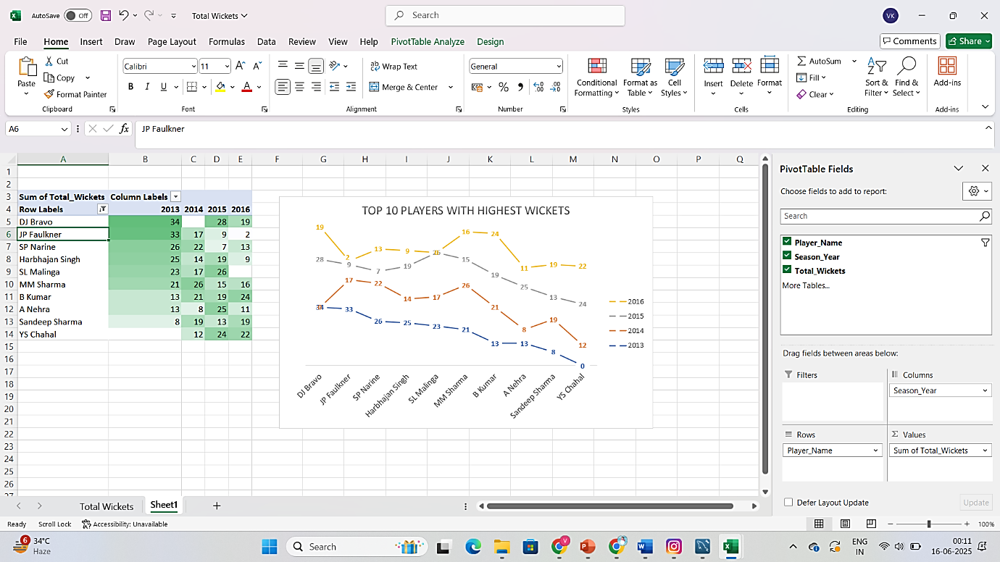 AutoSave Off Total Wickets Search VK
File Home Insert Draw Page Layout Formulas Data Review View Help PivotTable Analyze Design Comments Share
Paste Cut Copy Format Painter Clipboard
Calibri 11 B I U A Font
Wrap Text Merge & Center Alignment
General % Number
Conditional Formatting Format as Table Cell Styles Styles
Insert Delete Format Cells
AutoSum Fill Clear Sort & Filter Find & Select Editing
Add-ins Add-ins
A6 fx JP Faulkner
A B C D E F G H I J K L M N O P Q
1
2
3 Sum of Total_Wickets Column Labels
4 Row Labels 2013 2014 2015 2016
5 DJ Bravo 34 28 19
6 JP Faulkner 33 17 9 2
7 SP Narine 26 22 7 13
8 Harbhajan Singh 25 14 19 9
9 SL Malinga 23 17 26
10 MM Sharma 21 26 15 16
11 B Kumar 13 21 19 24
12 A Nehra 13 8 25 11
13 Sandeep Sharma 8 19 13 19
14 YS Chahal 12 24 22
15
16
17
18
19
20
21
22
23
24
25
26
27
TOP 10 PLAYERS WITH HIGHEST WICKETS
19 2 13 9 16 24 11 19 22
28 9 7 19 26 15 19 25 13 24
17 22 14 17 26 21 8 19 12
34 33 26 25 23 21 13 13 8 0
2016
2015
2014
2013
DJ Bravo
JP Faulkner
SP Narine
Harbhajan Singh
SL Malinga
MM Sharma
B Kumar
A Nehra
Sandeep Sharma
YS Chahal
PivotTable Fields
Choose fields to add to report:
Search
Player_Name
Season_Year
Total_Wickets
More Tables...
Drag fields between areas below:
Filters Columns
Season_Year
Rows Values
Player_Name Sum of Total_Wickets
Defer Layout Update Update
Total Wickets Sheet1
Ready Scroll Lock Accessibility: Unavailable 100%
6 34°C
Haze
Search
ENG
IN
00:11
16-06-2025